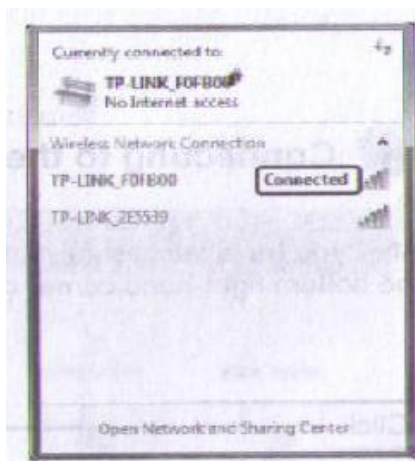 Currently connected to:
TP-LINK_F0FB00
No Internet access
Wireless Network Connection
TP-LINK_F0FB00 Connected
TP-LINK_2E5539
Open Network and Sharing Center